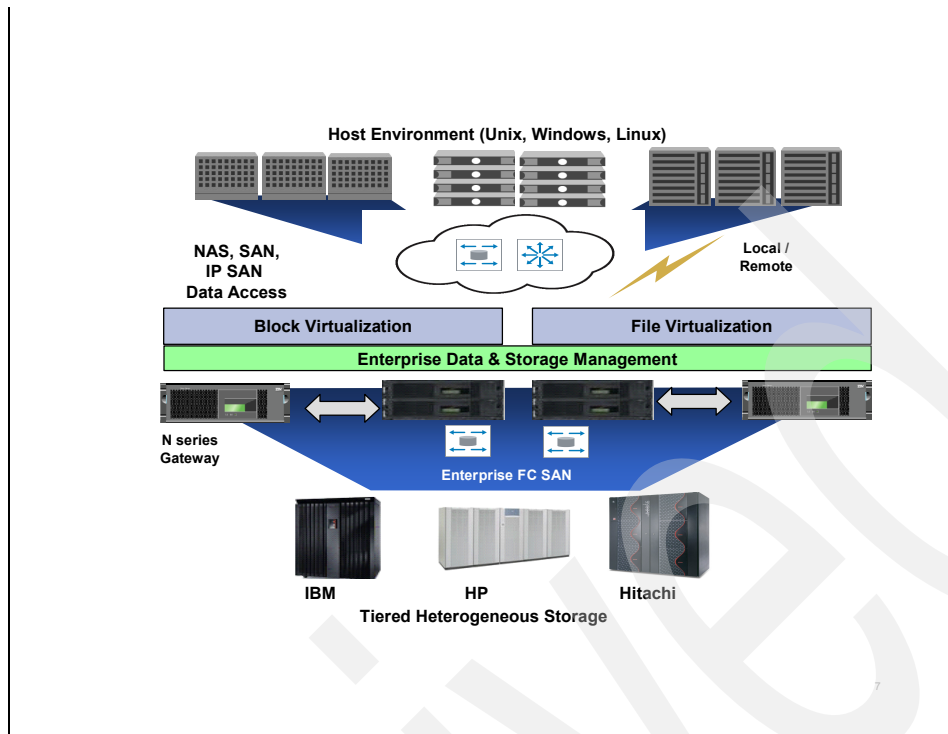 Host Environment (Unix, Windows, Linux)
NAS, SAN,
IP SAN
Data Access
Local /
Remote
Block Virtualization
File Virtualization
Enterprise Data & Storage Management
N series
Gateway
Enterprise FC SAN
IBM
HP
Hitachi
Tiered Heterogeneous Storage
7